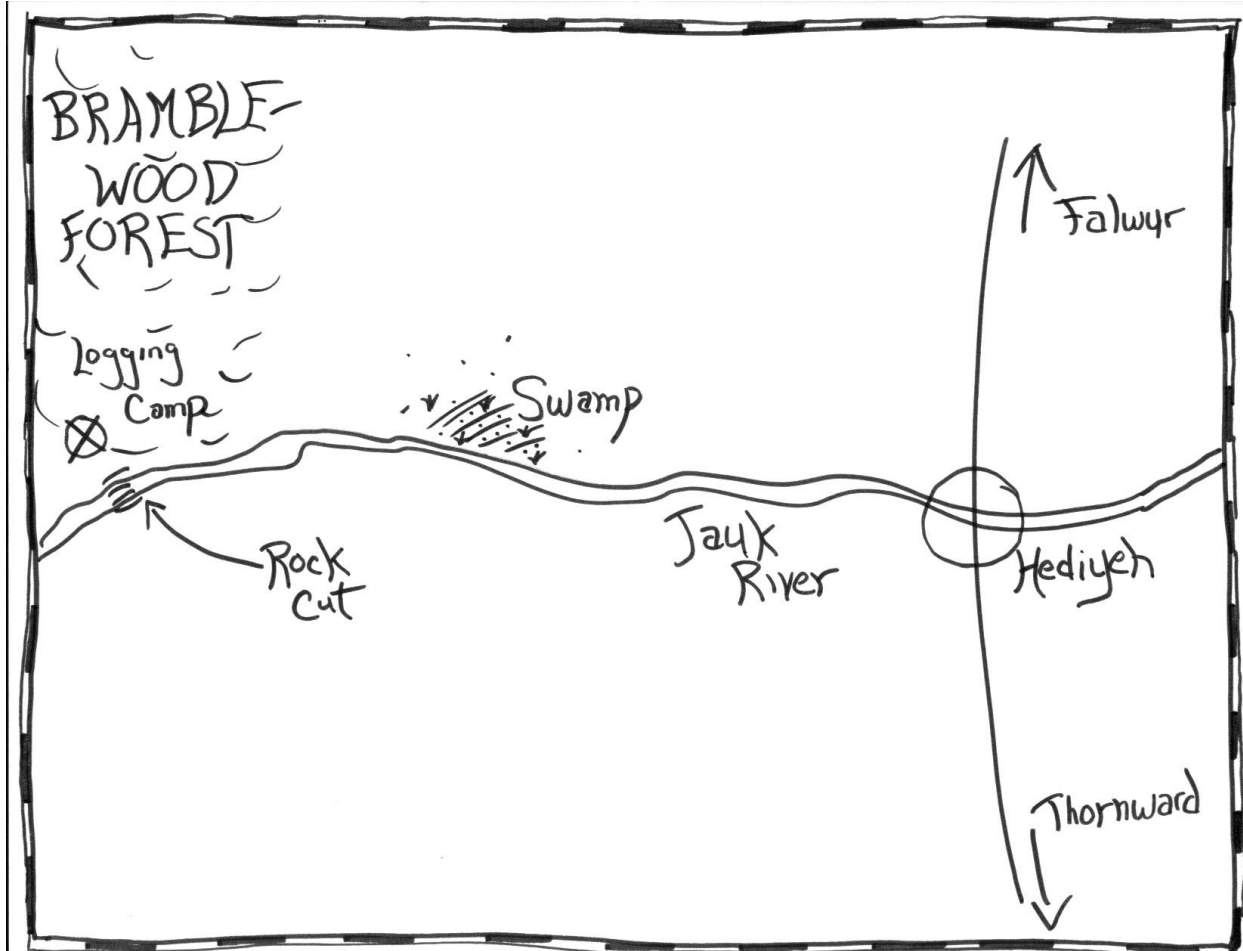 BRAMBLE-
WOOD
FOREST
Falwyr
Logging
Camp
Swamp
Rock
Cut
Jauk
River
Hediyeh
Thornward